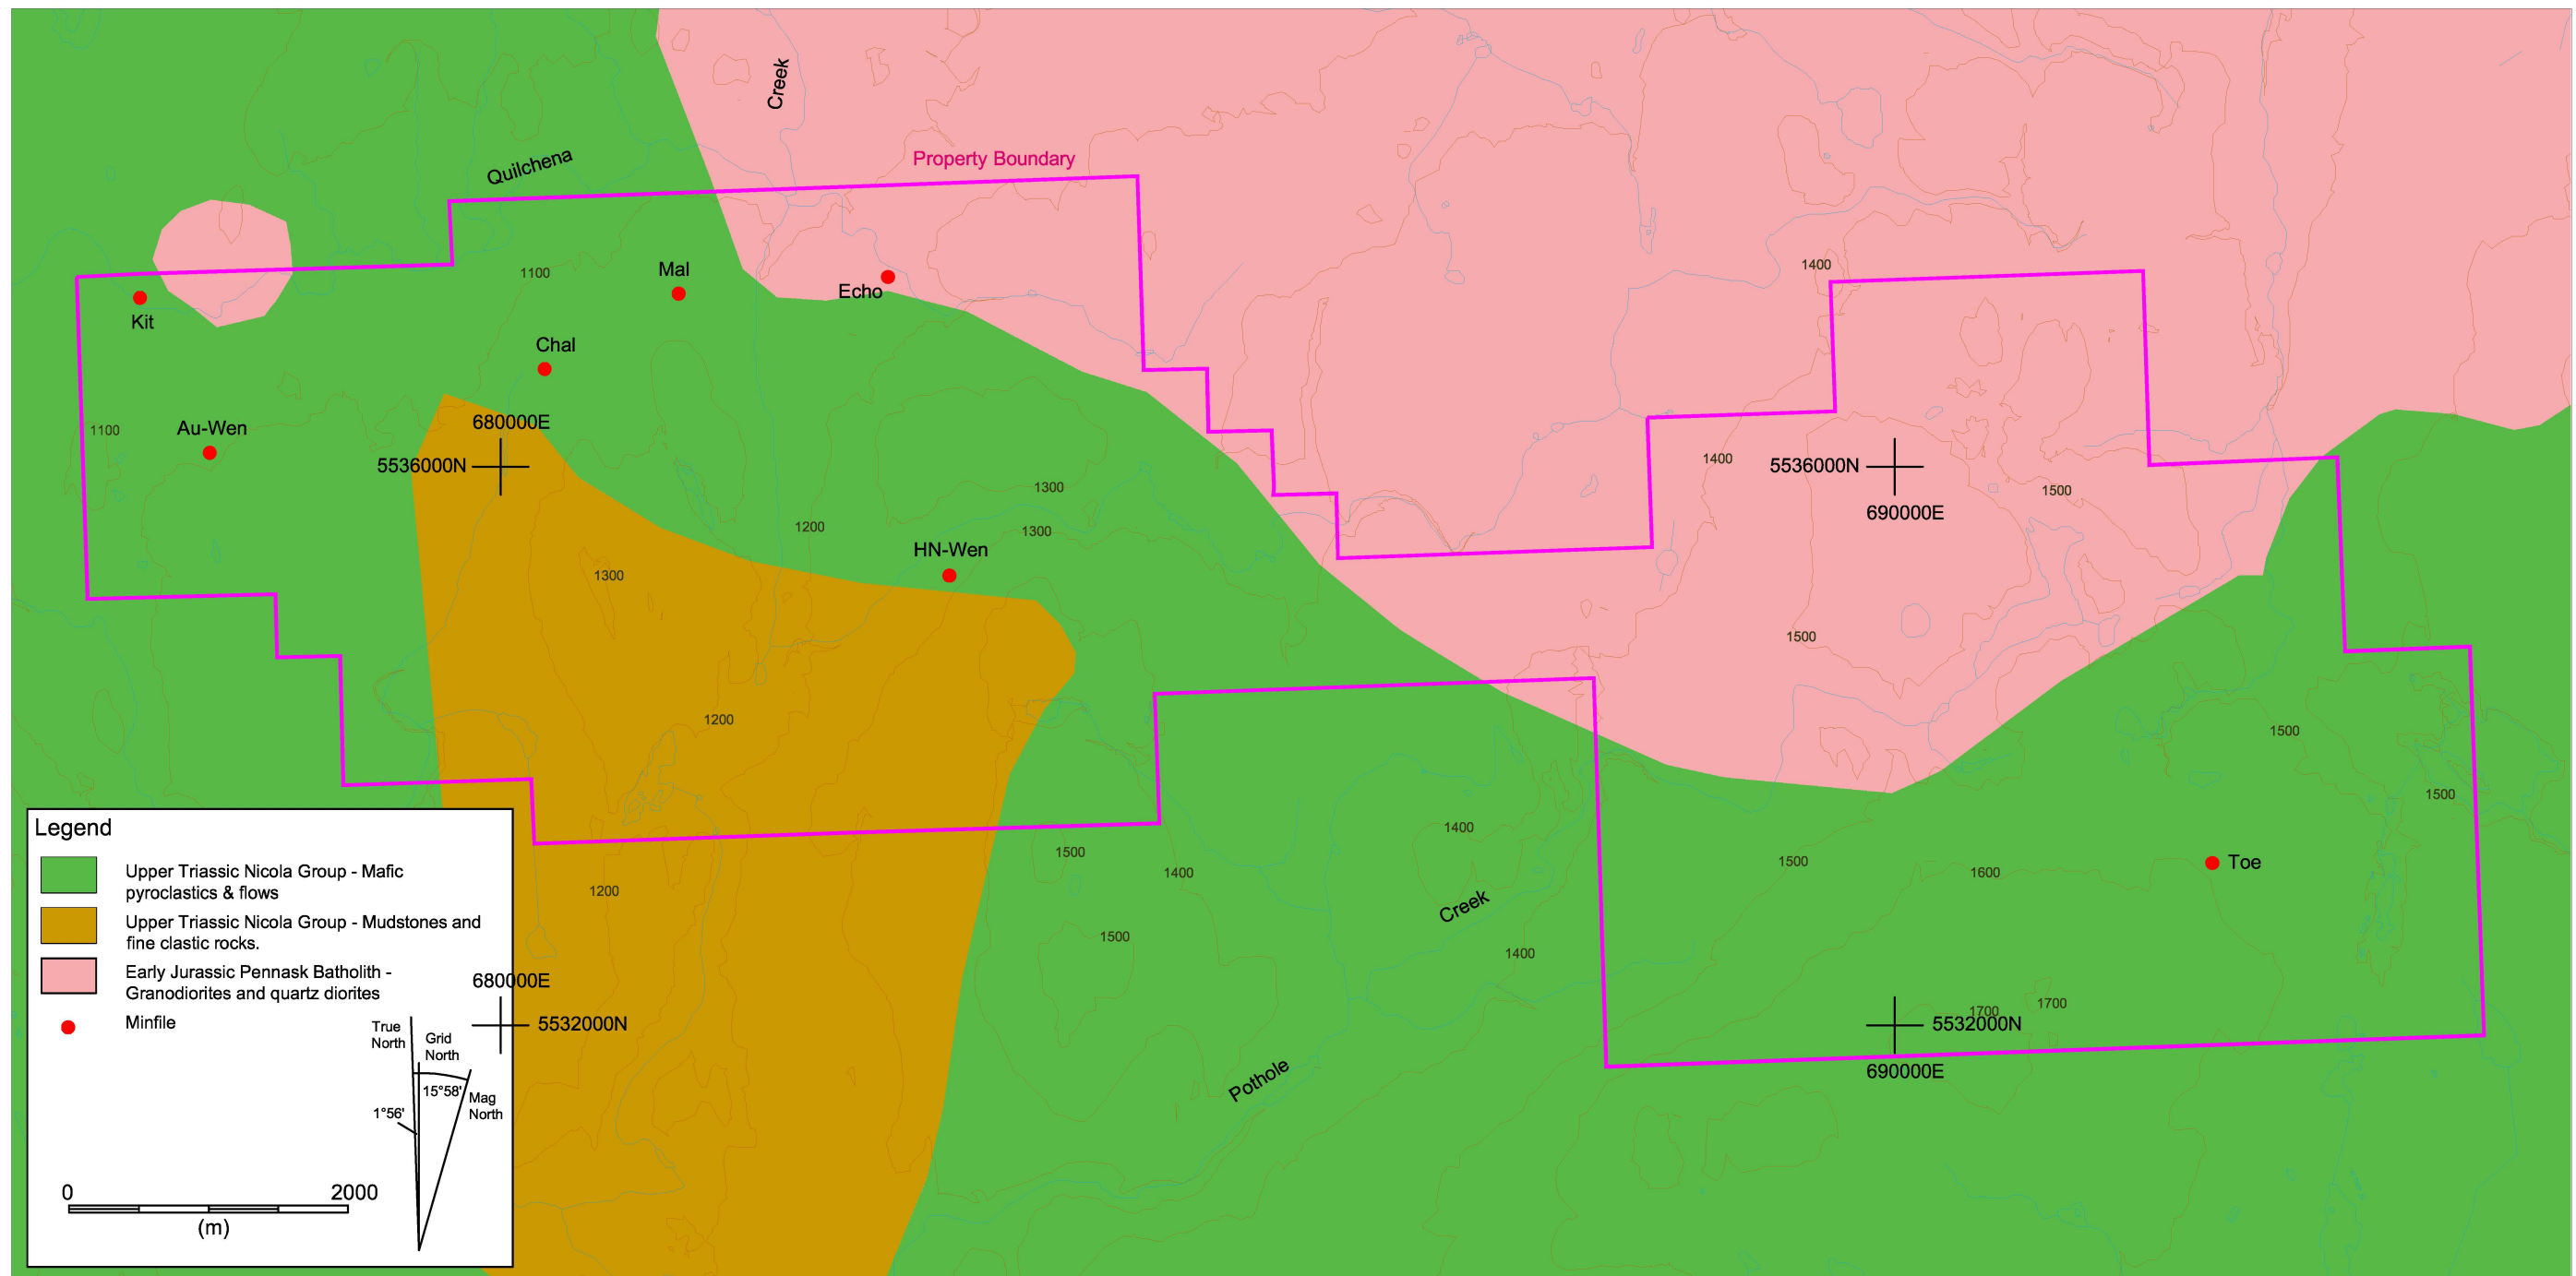 Creek
Quilchena
Property Boundary
1400
Mal
1100
Echo
Kit
Chal
680000E
Au-Wen
1100
5536000N
1400
5536000N
1300
1500
690000E
1200
1300
HN-Wen
1300
1500
1200
1500
1500
1400
1500
1400
1500
1600
Toe
1200
Creek
1500
1400
1700
1700
5532000N
690000E
Pothole
Legend
Upper Triassic Nicola Group - Mafic
pyroclastics & flows
Upper Triassic Nicola Group - Mudstones and
fine clastic rocks.
Early Jurassic Pennask Batholith -
Granodiorites and quartz diorites
Minfile
680000E
5532000N
True
North
Grid
North
15°58'
Mag
North
1°56'
0
2000
(m)